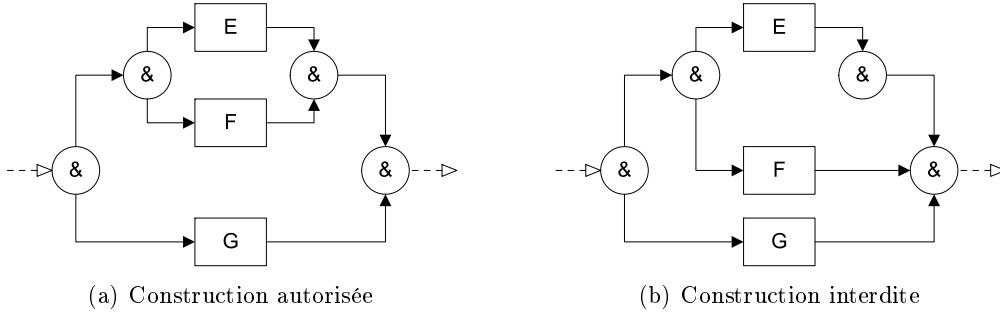 E E
& & & &
F
& & & F &
G G
(a) Construction autorisée (b) Construction interdite